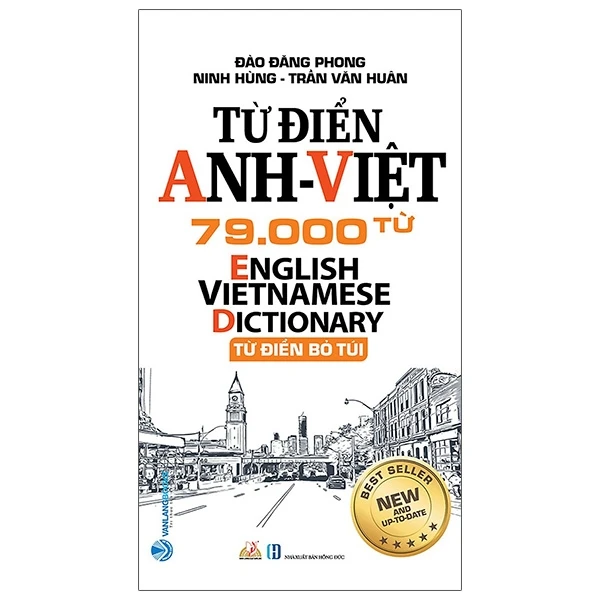 ĐÀO ĐĂNG PHONG
NINH HÙNG - TRẦN VĂN HUÂN
TỪ ĐIỂN
ANH-VIỆT
79.000 TỪ
ENGLISH
VIETNAMESE
DICTIONARY
TỪ ĐIỂN BỎ TÚI
BEST SELLER
NEW
AND
UP-TO-DATE
NHÀ XUẤT BẢN HỒNG ĐỨC